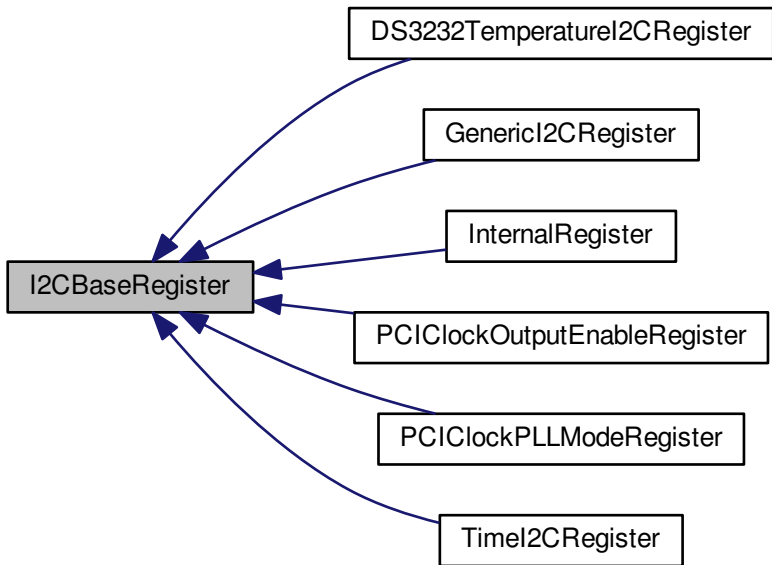 DS3232TemperatureI2CRegister
GenericI2CRegister
InternalRegister
I2CBaseRegister
PCIClockOutputEnableRegister
PCIClockPLLModeRegister
TimeI2CRegister